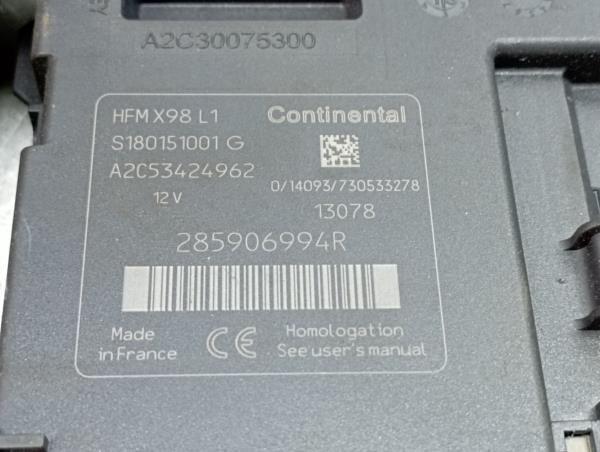 A2C30075300
HFM X98 L1
Continental
S180151001 G
A2C53424962
12 V
0/14093/730533278
13078
285906994R
Made
in France
CE
Homologation
See user's manual